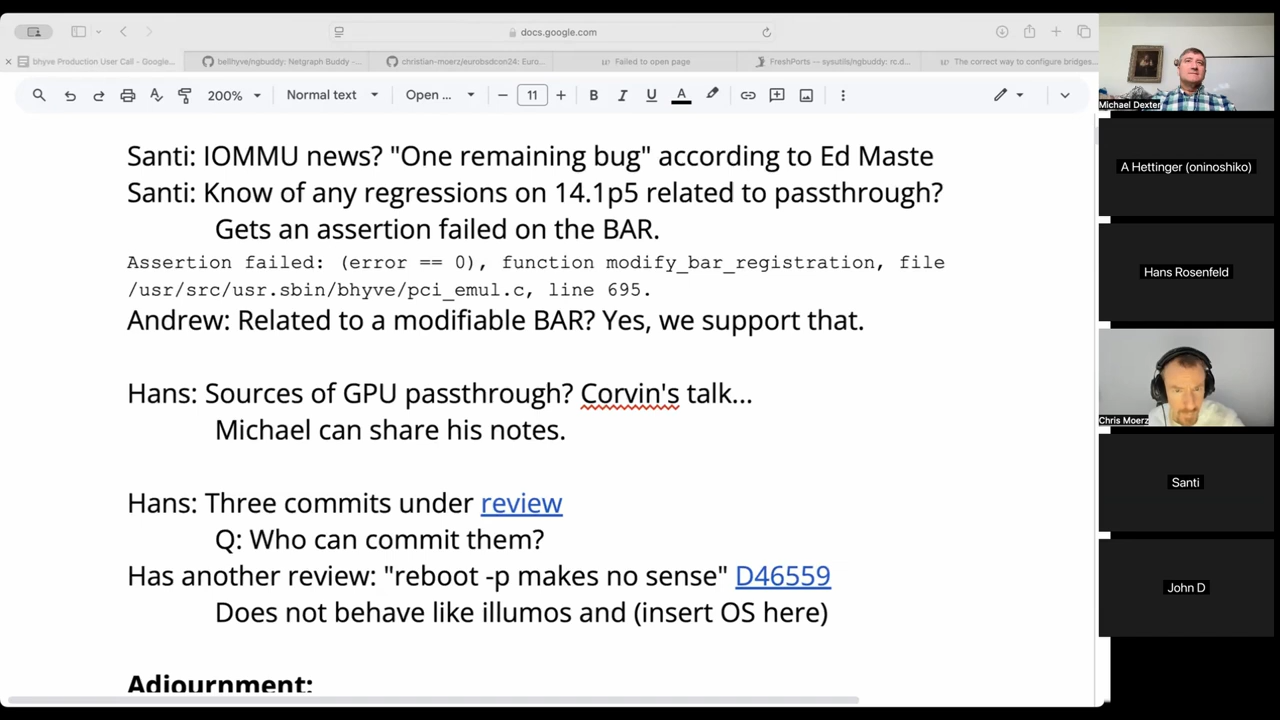 docs.google.com
bhyve Production User Call - Google...
bellhyve/ngbuddy: Netgraph Buddy -...
christian-moerz/eurobsdcon24: Euro...
Failed to open page
FreshPorts -- sysutils/ngbuddy: rc.d...
The correct way to configure bridges...
200%
Normal text
Open ...
11
B
I
U
A
Santi: IOMMU news? "One remaining bug" according to Ed Maste
Santi: Know of any regressions on 14.1p5 related to passthrough?
Gets an assertion failed on the BAR.
Assertion failed: (error == 0), function modify_bar_registration, file
/usr/src/usr.sbin/bhyve/pci_emul.c, line 695.
Andrew: Related to a modifiable BAR? Yes, we support that.
Hans: Sources of GPU passthrough? Corvin's talk...
Michael can share his notes.
Hans: Three commits under review
Q: Who can commit them?
Has another review: "reboot -p makes no sense" D46559
Does not behave like illumos and (insert OS here)
Adjournment:
Michael Dexter
A Hettinger (oninoshiko)
Hans Rosenfeld
Chris Moerz
Santi
John D